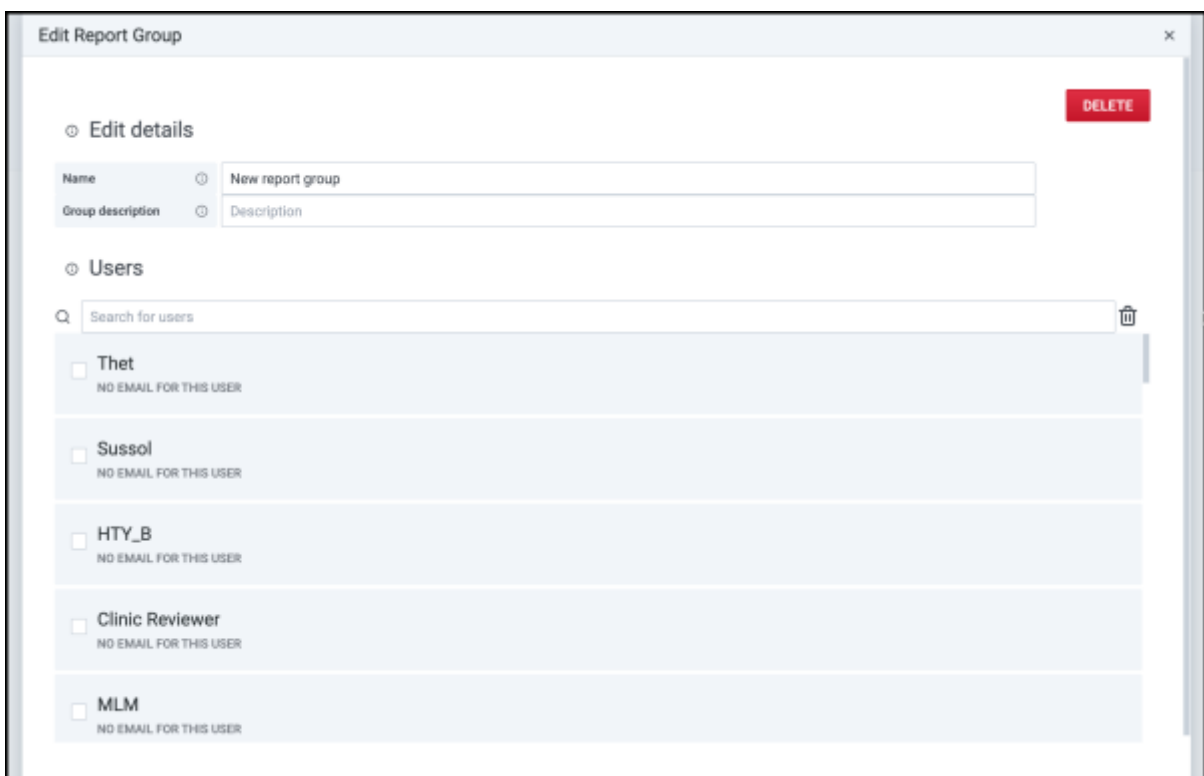 Edit Report Group
DELETE
Edit details
Name New report group
Group description Description
Users
Search for users
Thet
NO EMAIL FOR THIS USER
Sussol
NO EMAIL FOR THIS USER
HTY_B
NO EMAIL FOR THIS USER
Clinic Reviewer
NO EMAIL FOR THIS USER
MLM
NO EMAIL FOR THIS USER